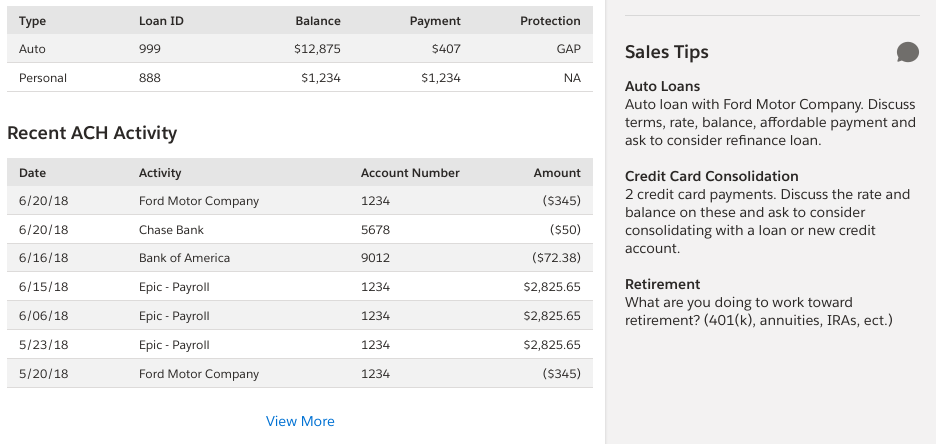 Type Loan ID Balance Payment Protection
Auto 999 $12,875 $407 GAP
Personal 888 $1,234 $1,234 NA
Recent ACH Activity
Date Activity Account Number Amount
6/20/18 Ford Motor Company 1234 ($345)
6/20/18 Chase Bank 5678 ($50)
6/16/18 Bank of America 9012 ($72.38)
6/15/18 Epic - Payroll 1234 $2,825.65
6/06/18 Epic - Payroll 1234 $2,825.65
5/23/18 Epic - Payroll 1234 $2,825.65
5/20/18 Ford Motor Company 1234 ($345)
View More
Sales Tips
Auto Loans
Auto loan with Ford Motor Company. Discuss
terms, rate, balance, affordable payment and
ask to consider refinance loan.
Credit Card Consolidation
2 credit card payments. Discuss the rate and
balance on these and ask to consider
consolidating with a loan or new credit
account.
Retirement
What are you doing to work toward
retirement? (401(k), annuities, IRAs, ect.)